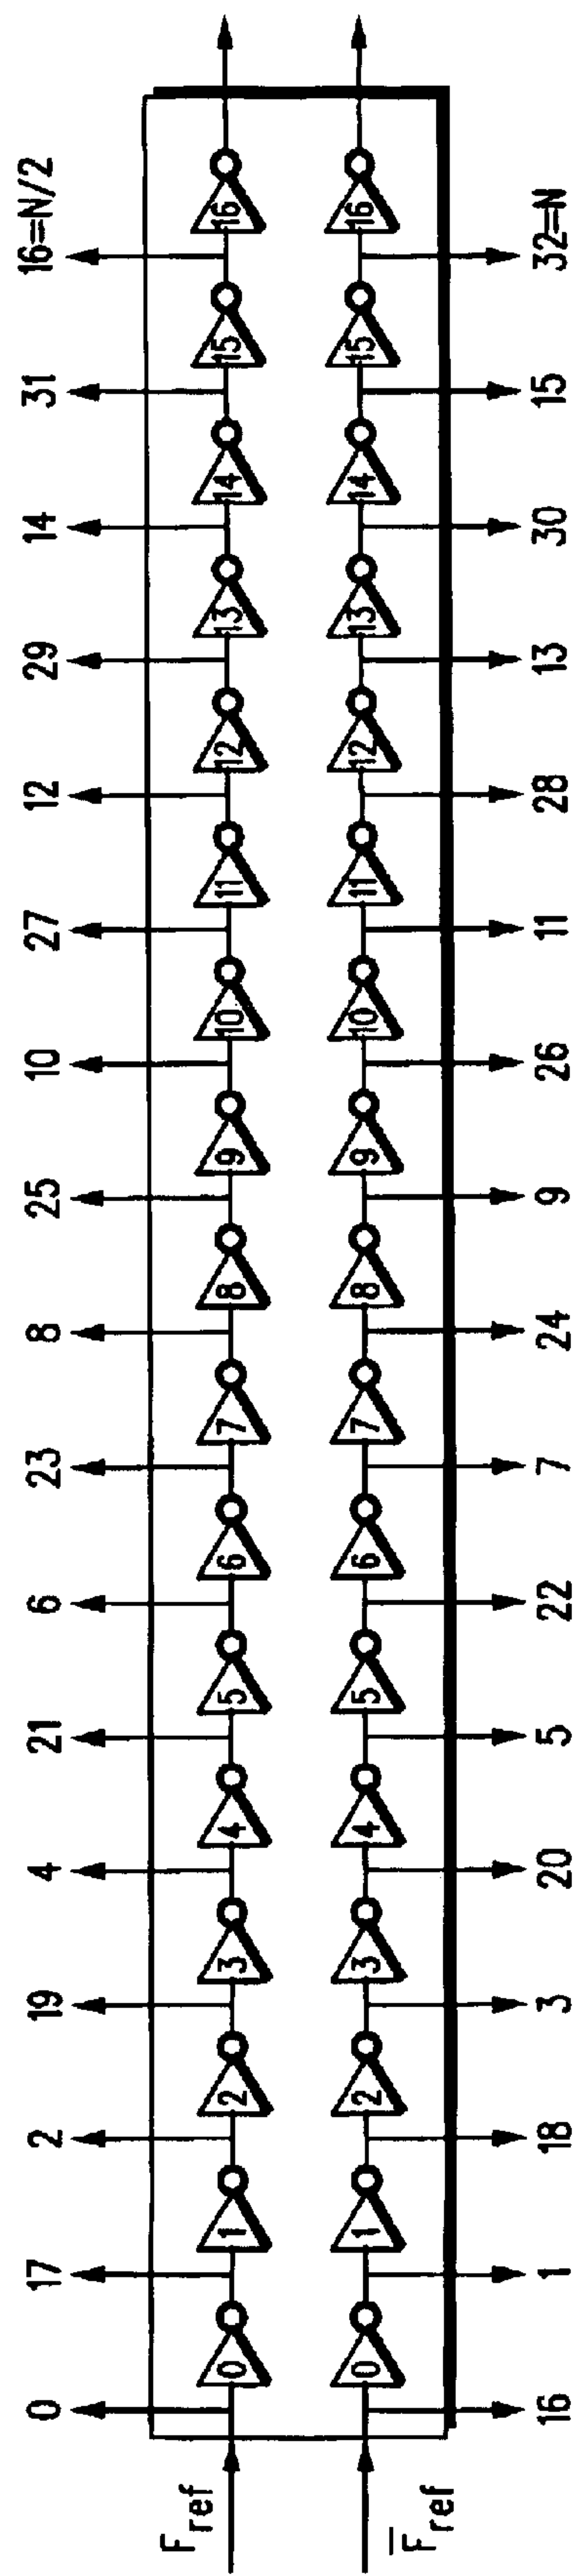 0 17 2 19 4 21 6 23 8 25 10 27 12 29 14 31 16=N/2
F_ref 0 1 2 3 4 5 6 7 8 9 10 11 12 13 14 15 16
F̅_ref 0 1 2 3 4 5 6 7 8 9 10 11 12 13 14 15 16
16 1 18 3 20 5 22 7 24 9 26 11 28 13 30 15 32=N